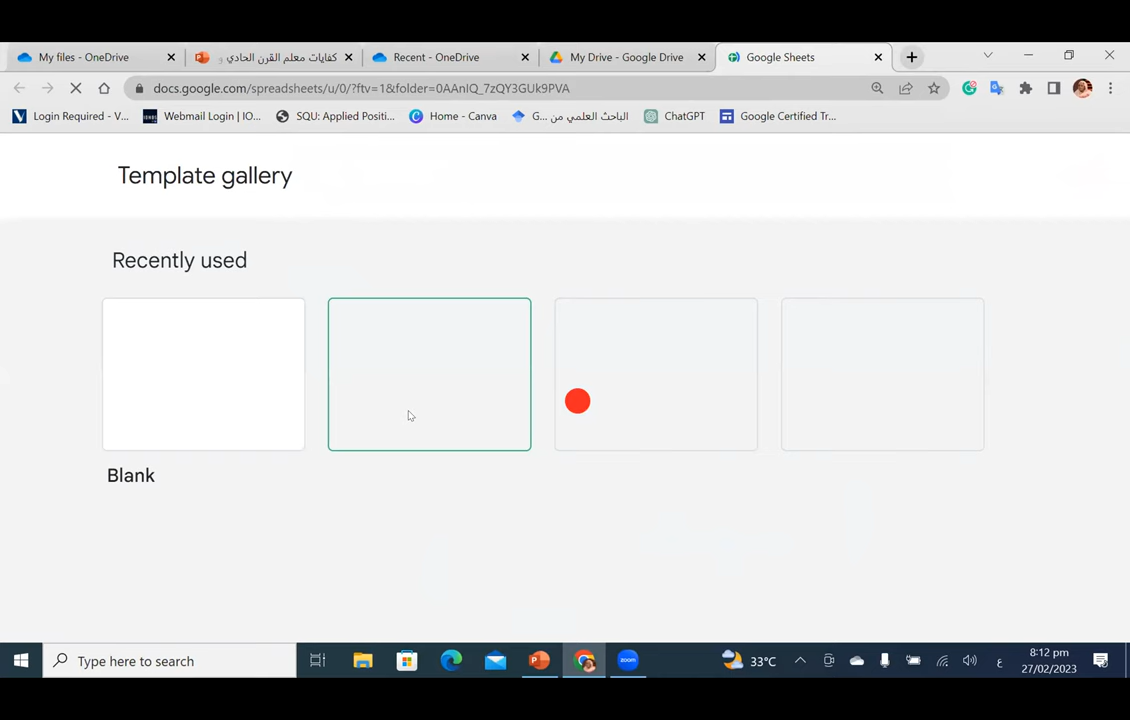 My files - OneDrive
كفايات معلم القرن الحادي و
Recent - OneDrive
My Drive - Google Drive
Google Sheets
docs.google.com/spreadsheets/u/0/?ftv=1&folder=0AAnIQ_7zQY3GUk9PVA
Login Required - V...
Webmail Login | IO...
SQU: Applied Positi...
Home - Canva
الباحث العلمي من G...
ChatGPT
Google Certified Tr...
Template gallery
Recently used
Blank
Type here to search
zoom
33°C
ع
8:12 pm
27/02/2023